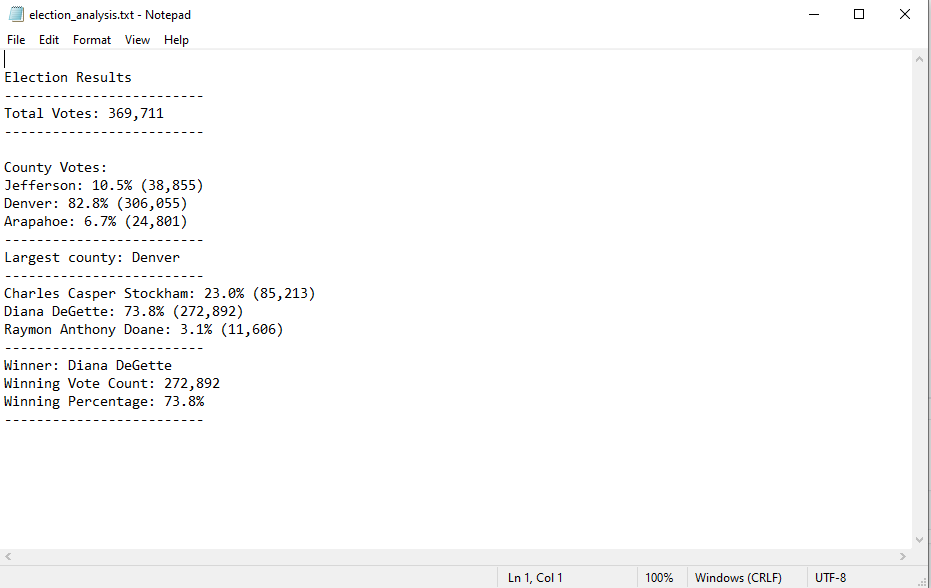 election_analysis.txt - Notepad
File Edit Format View Help
Election Results
-------------------------
Total Votes: 369,711
-------------------------
County Votes:
Jefferson: 10.5% (38,855)
Denver: 82.8% (306,055)
Arapahoe: 6.7% (24,801)
-------------------------
Largest county: Denver
-------------------------
Charles Casper Stockham: 23.0% (85,213)
Diana DeGette: 73.8% (272,892)
Raymon Anthony Doane: 3.1% (11,606)
-------------------------
Winner: Diana DeGette
Winning Vote Count: 272,892
Winning Percentage: 73.8%
-------------------------
Ln 1, Col 1 100% Windows (CRLF) UTF-8